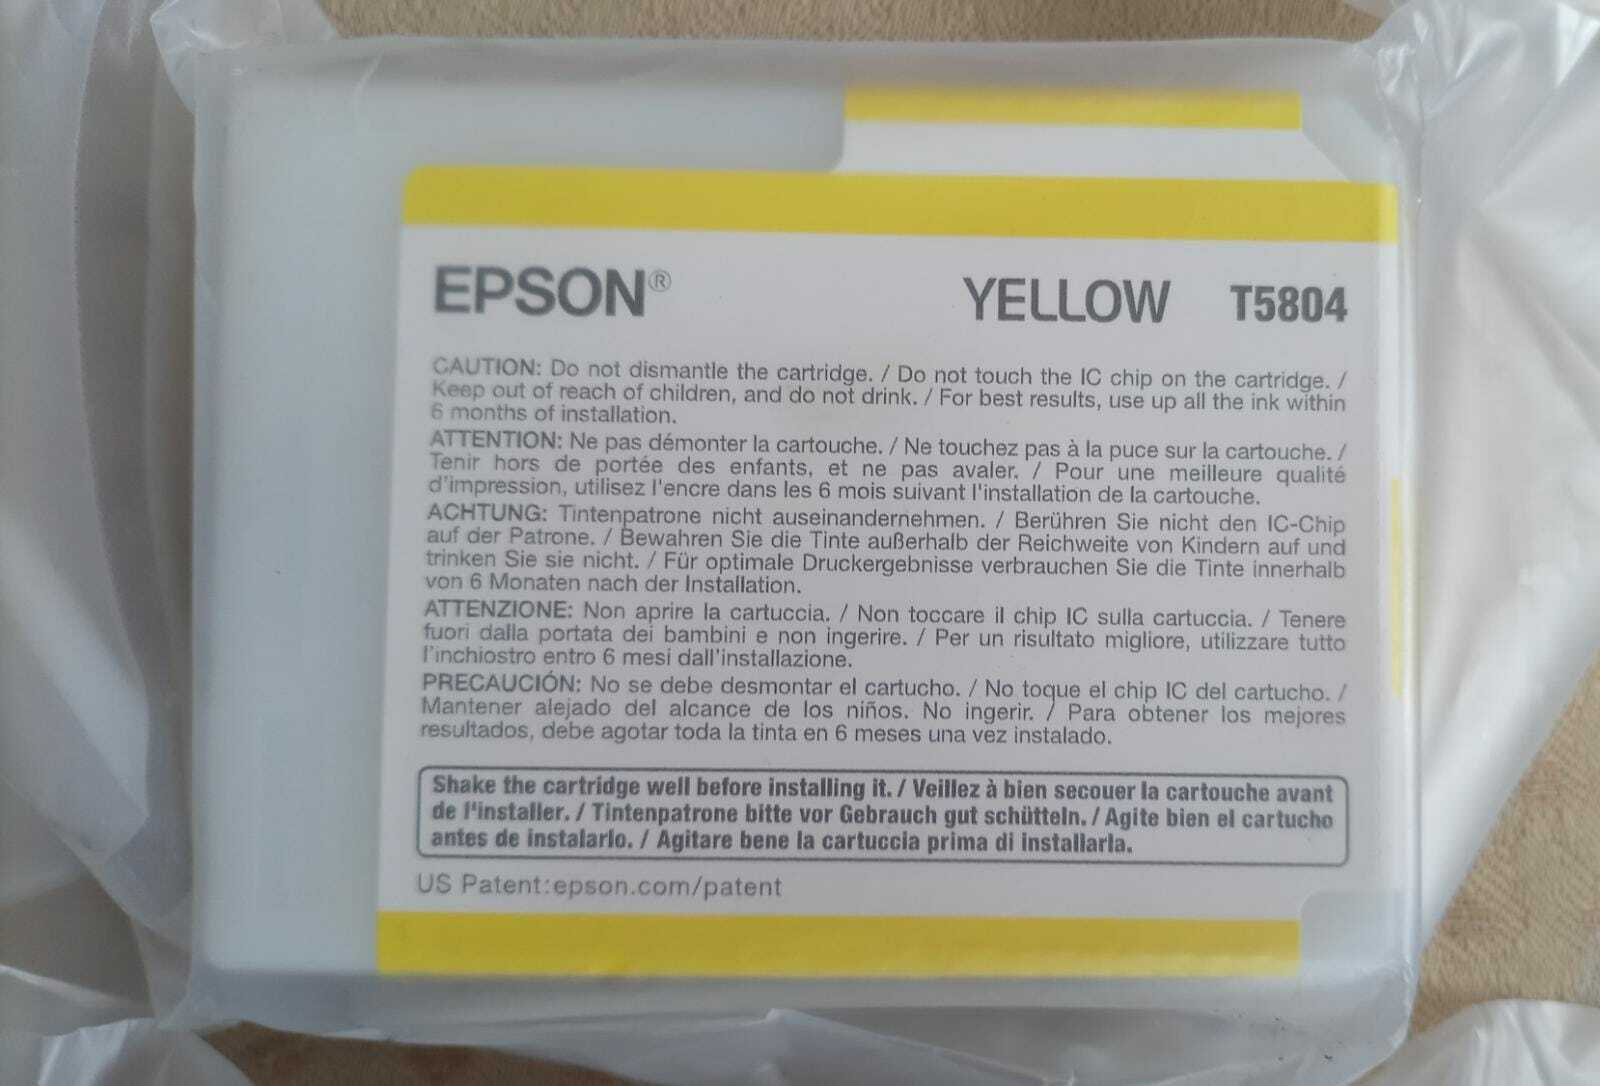 EPSON® YELLOW T5804
CAUTION: Do not dismantle the cartridge. / Do not touch the IC chip on the cartridge. /
Keep out of reach of children, and do not drink. / For best results, use up all the ink within
6 months of installation.
ATTENTION: Ne pas démonter la cartouche. / Ne touchez pas à la puce sur la cartouche. /
Tenir hors de portée des enfants, et ne pas avaler. / Pour une meilleure qualité
d'impression, utilisez l'encre dans les 6 mois suivant l'installation de la cartouche.
ACHTUNG: Tintenpatrone nicht auseinandernehmen. / Berühren Sie nicht den IC-Chip
auf der Patrone. / Bewahren Sie die Tinte außerhalb der Reichweite von Kindern auf und
trinken Sie sie nicht. / Für optimale Druckergebnisse verbrauchen Sie die Tinte innerhalb
von 6 Monaten nach der Installation.
ATTENZIONE: Non aprire la cartuccia. / Non toccare il chip IC sulla cartuccia. / Tenere
fuori dalla portata dei bambini e non ingerire. / Per un risultato migliore, utilizzare tutto
l'inchiostro entro 6 mesi dall'installazione.
PRECAUCIÓN: No se debe desmontar el cartucho. / No toque el chip IC del cartucho. /
Mantener alejado del alcance de los niños. No ingerir. / Para obtener los mejores
resultados, debe agotar toda la tinta en 6 meses una vez instalado.
Shake the cartridge well before installing it. / Veillez à bien secouer la cartouche avant
de l'installer. / Tintenpatrone bitte vor Gebrauch gut schütteln. / Agite bien el cartucho
antes de instalarlo. / Agitare bene la cartuccia prima di installarla.
US Patent:epson.com/patent